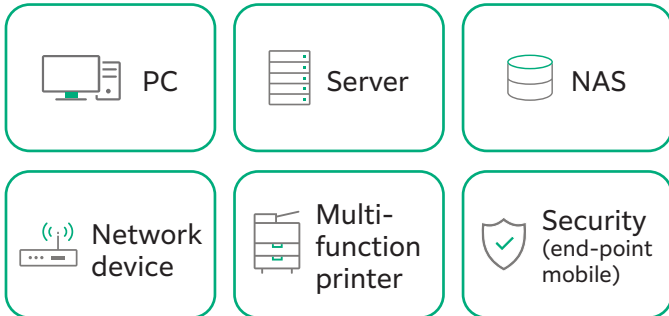 PC
Server
NAS
Network
device
Multi-
function
printer
Security
(end-point
mobile)